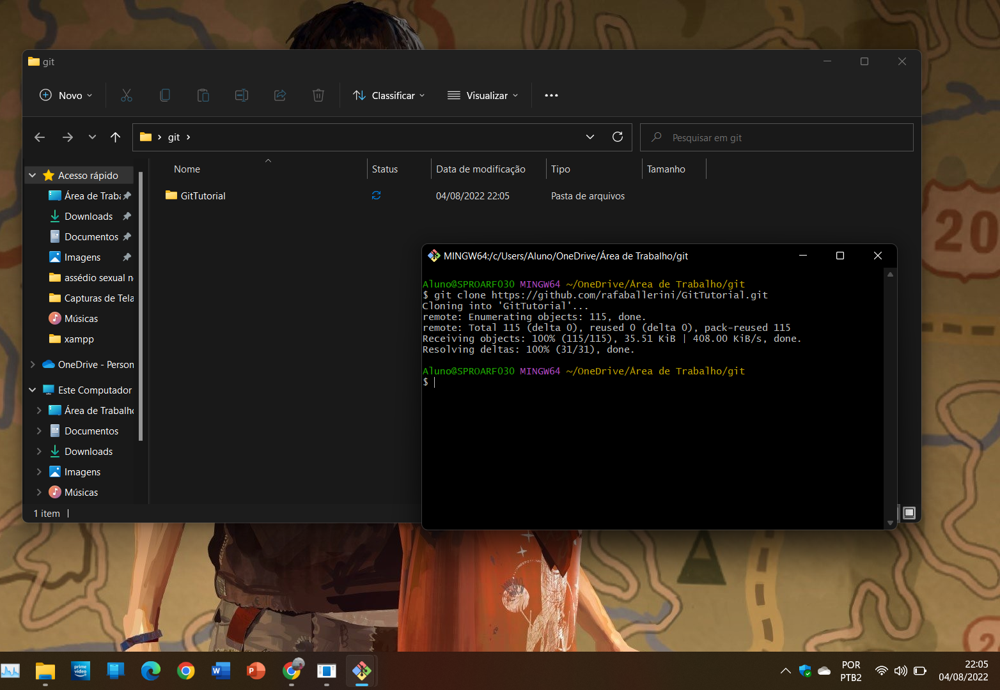 git
Novo
Classificar
Visualizar
git
Pesquisar em git
Nome
Status
Data de modificação
Tipo
Tamanho
GitTutorial
04/08/2022 22:05
Pasta de arquivos
Acesso rápido
Área de Trab
Downloads
Documentos
Imagens
assédio sexual n
Capturas de Tela
Músicas
xampp
OneDrive - Person
Este Computador
Área de Trabalho
Documentos
Downloads
Imagens
Músicas
1 item
MINGW64:/c/Users/Aluno/OneDrive/Área de Trabalho/git
Aluno@SPROARF030 MINGW64 ~/OneDrive/Área de Trabalho/git
$ git clone https://github.com/rafaballerini/GitTutorial.git
Cloning into 'GitTutorial'...
remote: Enumerating objects: 115, done.
remote: Total 115 (delta 0), reused 0 (delta 0), pack-reused 115
Receiving objects: 100% (115/115), 35.51 KiB | 408.00 KiB/s, done.
Resolving deltas: 100% (31/31), done.
Aluno@SPROARF030 MINGW64 ~/OneDrive/Área de Trabalho/git
$
20
2
prime video
W
P
POR
PTB2
22:05
04/08/2022